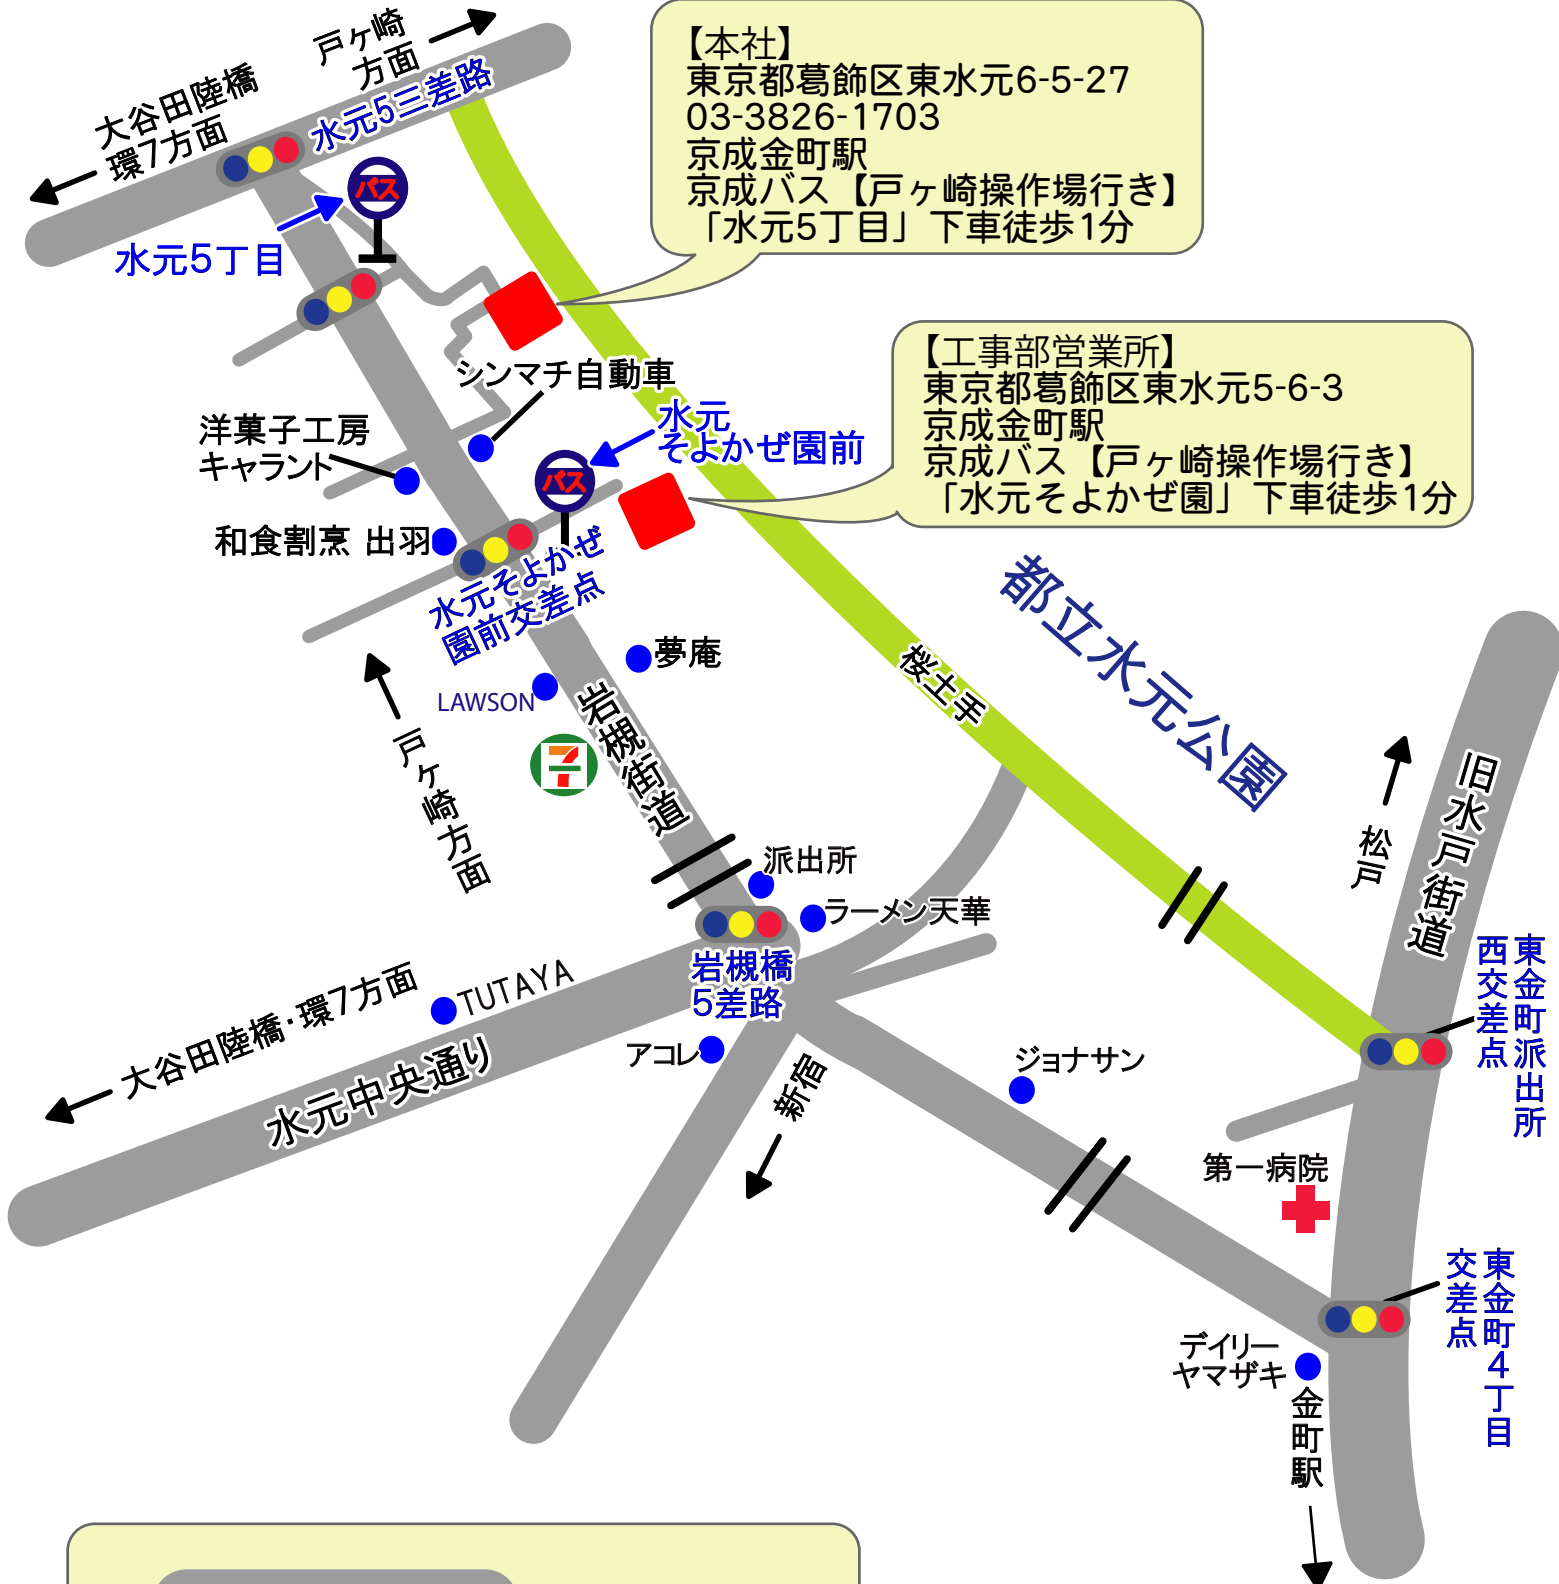 戸ヶ崎
方面
大谷田陸橋
環7方面
水元5三差路
バス
水元5丁目
【本社】
東京都葛飾区東水元6-5-27
03-3826-1703
京成金町駅
京成バス【戸ヶ崎操作場行き】
「水元5丁目」下車徒歩1分
【工事部営業所】
東京都葛飾区東水元5-6-3
京成金町駅
京成バス【戸ヶ崎操作場行き】
「水元そよかぜ園」下車徒歩1分
シンマチ自動車
洋菓子工房
キャラント
水元
そよかぜ園前
バス
和食割烹 出羽
水元そよかぜ
園前交差点
夢庵
LAWSON
7
岩槻街道
戸ヶ崎方面
桜土手
都立水元公園
旧水戸街道
松戸
派出所
ラーメン天華
岩槻橋
5差路
TUTAYA
大谷田陸橋・環7方面
水元中央通り
アコレ
新宿
ジョナサン
東金町派出所
西交差点
第一病院
東金町4丁目
交差点
デイリー
ヤマザキ
金町駅